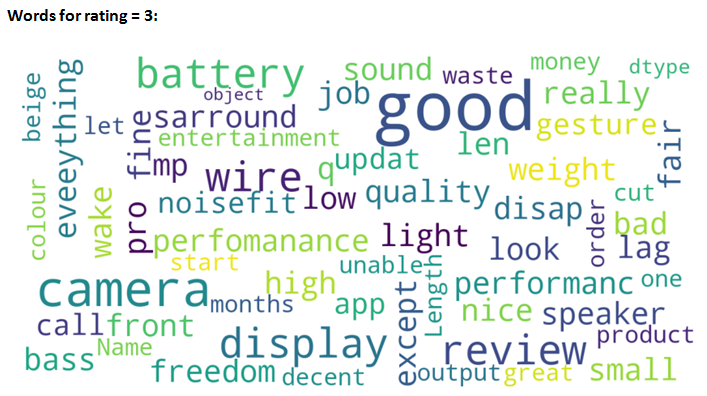 Words for rating = 3:
battery
sound
waste
money
dtype
beige
eveeything
object
job
good
really
let
sarround
fine
entertainment
gesture
len
fair
mp
wire
q
updat
weight
colour
wake
pro
noisefit
low
quality
disap
cut
order
bad
perfomanance
light
look
lag
start
unable
high
performanc
one
camera
months
app
except
Length
nice
speaker
call
front
display
review
product
bass
Name
freedom
decent
output
great
small